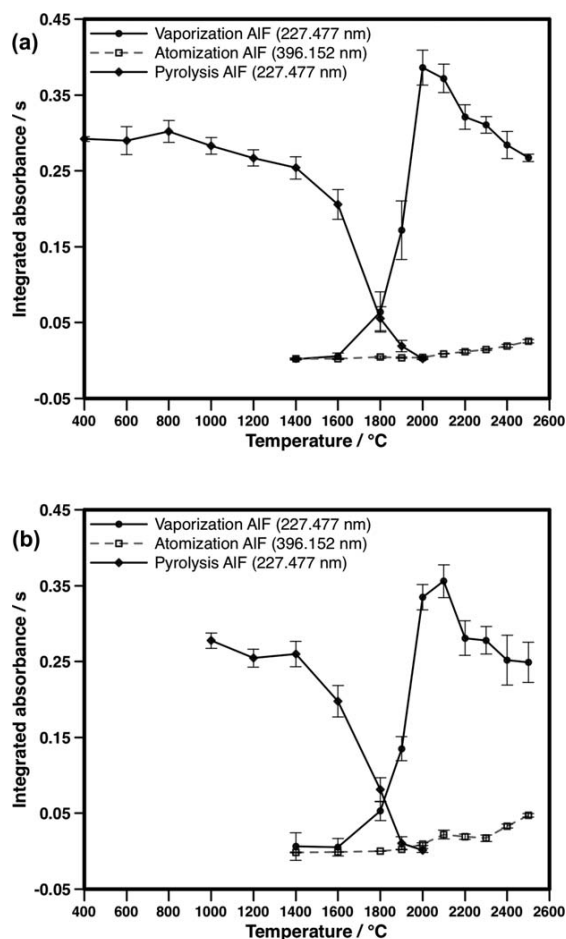 (a)
0.45
0.35
0.25
0.15
0.05
-0.05
Integrated absorbance / s
Vaporization AlF (227.477 nm)
Atomization AlF (396.152 nm)
Pyrolysis AlF (227.477 nm)
400 600 800 1000 1200 1400 1600 1800 2000 2200 2400 2600
Temperature / °C
(b)
0.45
0.35
0.25
0.15
0.05
-0.05
Integrated absorbance / s
Vaporization AlF (227.477 nm)
Atomization AlF (396.152 nm)
Pyrolysis AlF (227.477 nm)
400 600 800 1000 1200 1400 1600 1800 2000 2200 2400 2600
Temperature / °C